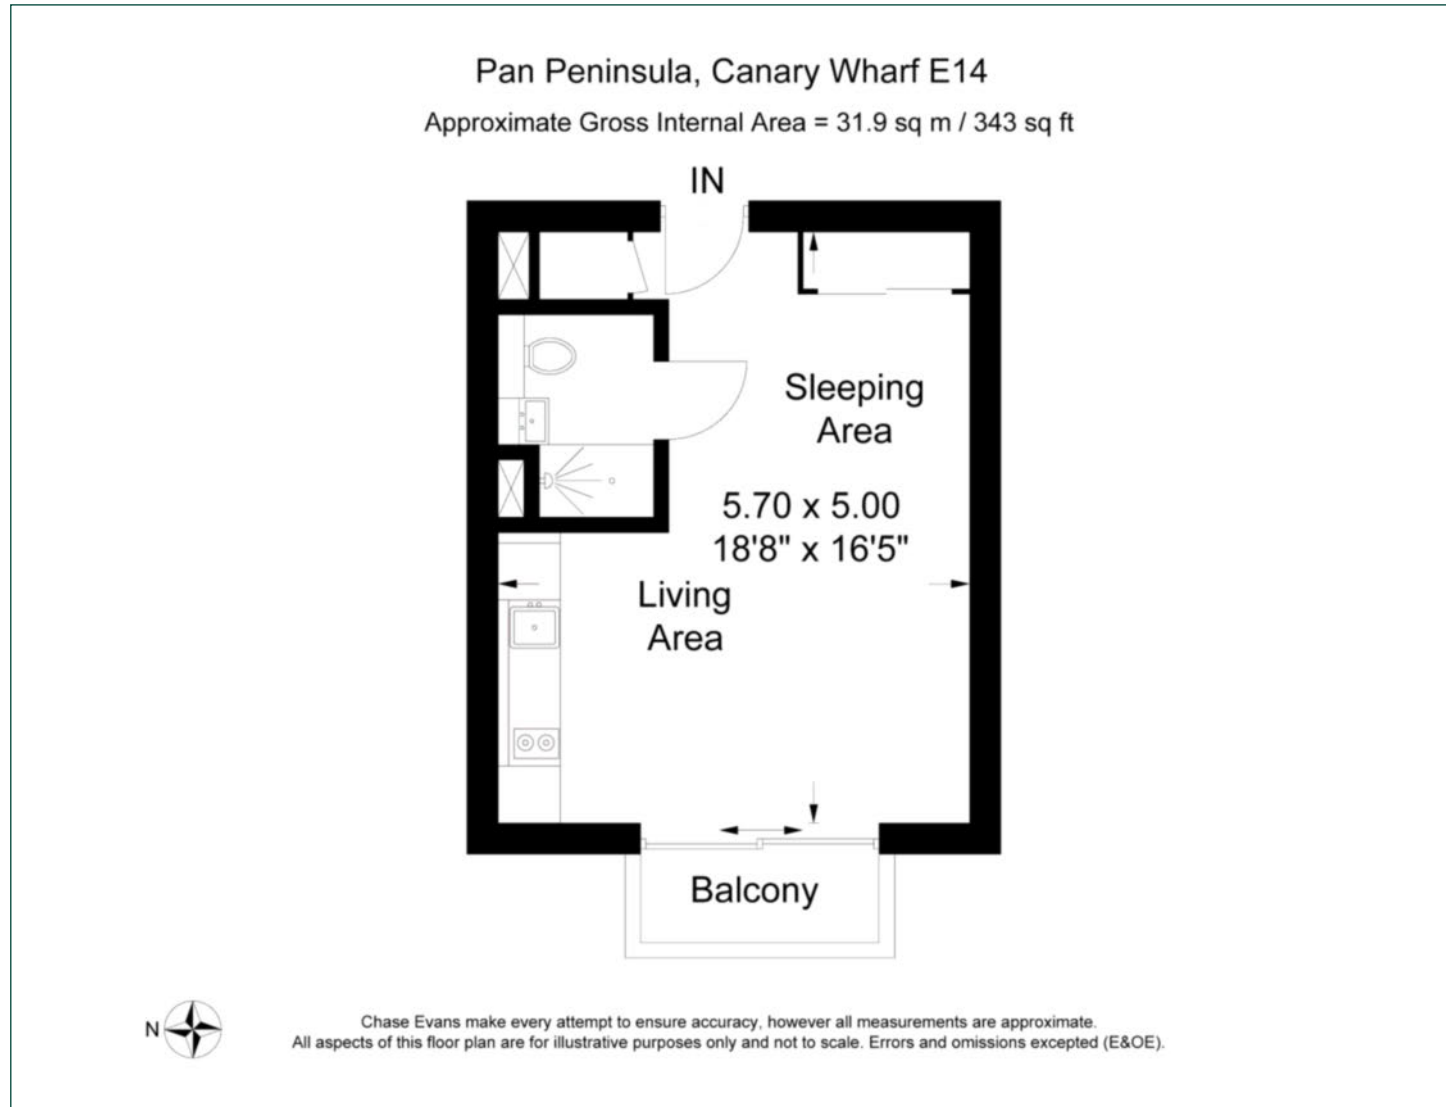 Pan Peninsula, Canary Wharf E14
Approximate Gross Internal Area = 31.9 sq m / 343 sq ft
IN
Sleeping
Area
5.70 x 5.00
18'8" x 16'5"
Living
Area
Balcony
N
Chase Evans make every attempt to ensure accuracy, however all measurements are approximate.
All aspects of this floor plan are for illustrative purposes only and not to scale. Errors and omissions excepted (E&OE).